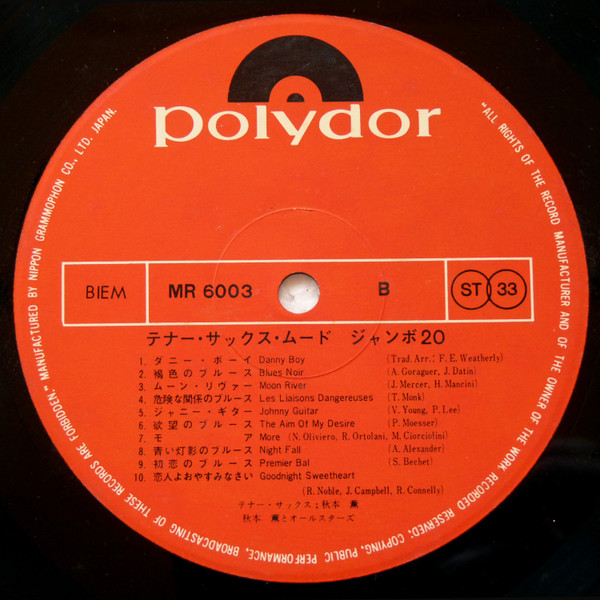 polydor
BIEM MR 6003 B ST 33
テナー・サックス・ムード ジャンボ20
1. ダニー・ボーイ Danny Boy (Trad. Arr.: F. E. Weatherly)
2. 褐色のブルース Blues Noir (A. Goraguer, J. Datin)
3. ムーン・リヴァー Moon River (J. Mercer, H. Mancini)
4. 危険な関係のブルース Les Liaisons Dangereuses (T. Monk)
5. ジャニー・ギター Johnny Guitar (V. Young, P. Lee)
6. 欲望のブルース The Aim Of My Desire (P. Moesser)
7. モア More (N. Oliviero, R. Ortolani, M. Ciorciolini)
8. 青い灯影のブルース Night Fall (A. Alexander)
9. 初恋のブルース Premier Bal (S. Bechet)
10. 恋人よおやすみなさい Goodnight Sweetheart
(R. Noble, J. Campbell, R. Connelly)
テナー・サックス:秋本 薫
秋本 薫とオールスターズ
"ALL RIGHTS OF THE RECORD MANUFACTURER AND OF THE OWNER OF THE WORK RECORDED RESERVED; COPYING, PUBLIC PERFORMANCE, BROADCASTING OF THESE RECORDS ARE FORBIDDEN." MANUFACTURED BY NIPPON GRAMMOPHON CO., LTD. JAPAN.